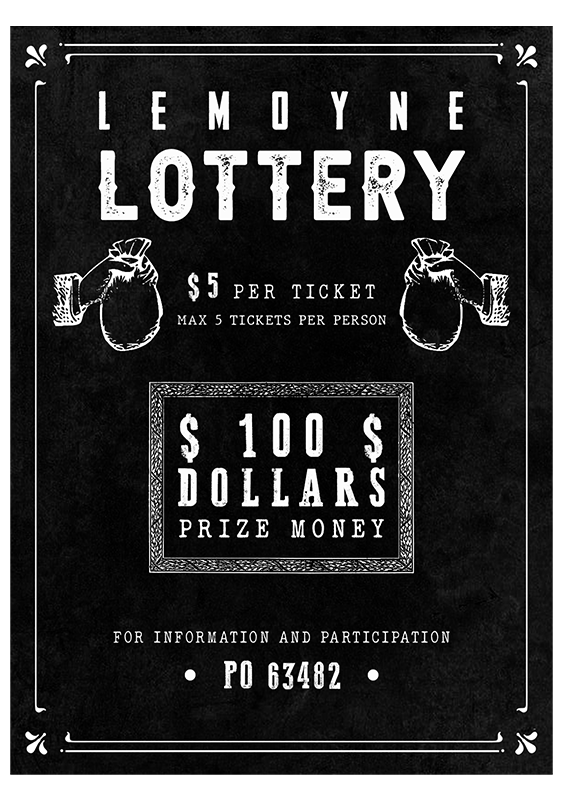 LEMOYNE
LOTTERY
$5 PER TICKET
MAX 5 TICKETS PER PERSON
$ 100 $
DOLLARS
PRIZE MONEY
FOR INFORMATION AND PARTICIPATION
• PO 63482 •